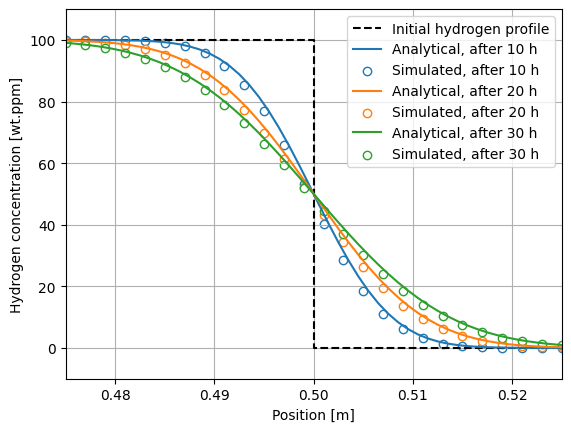 Initial hydrogen profile
Analytical, after 10 h
Simulated, after 10 h
Analytical, after 20 h
Simulated, after 20 h
Analytical, after 30 h
Simulated, after 30 h
Hydrogen concentration [wt.ppm]
100
80
60
40
20
0
0.48 0.49 0.50 0.51 0.52
Position [m]